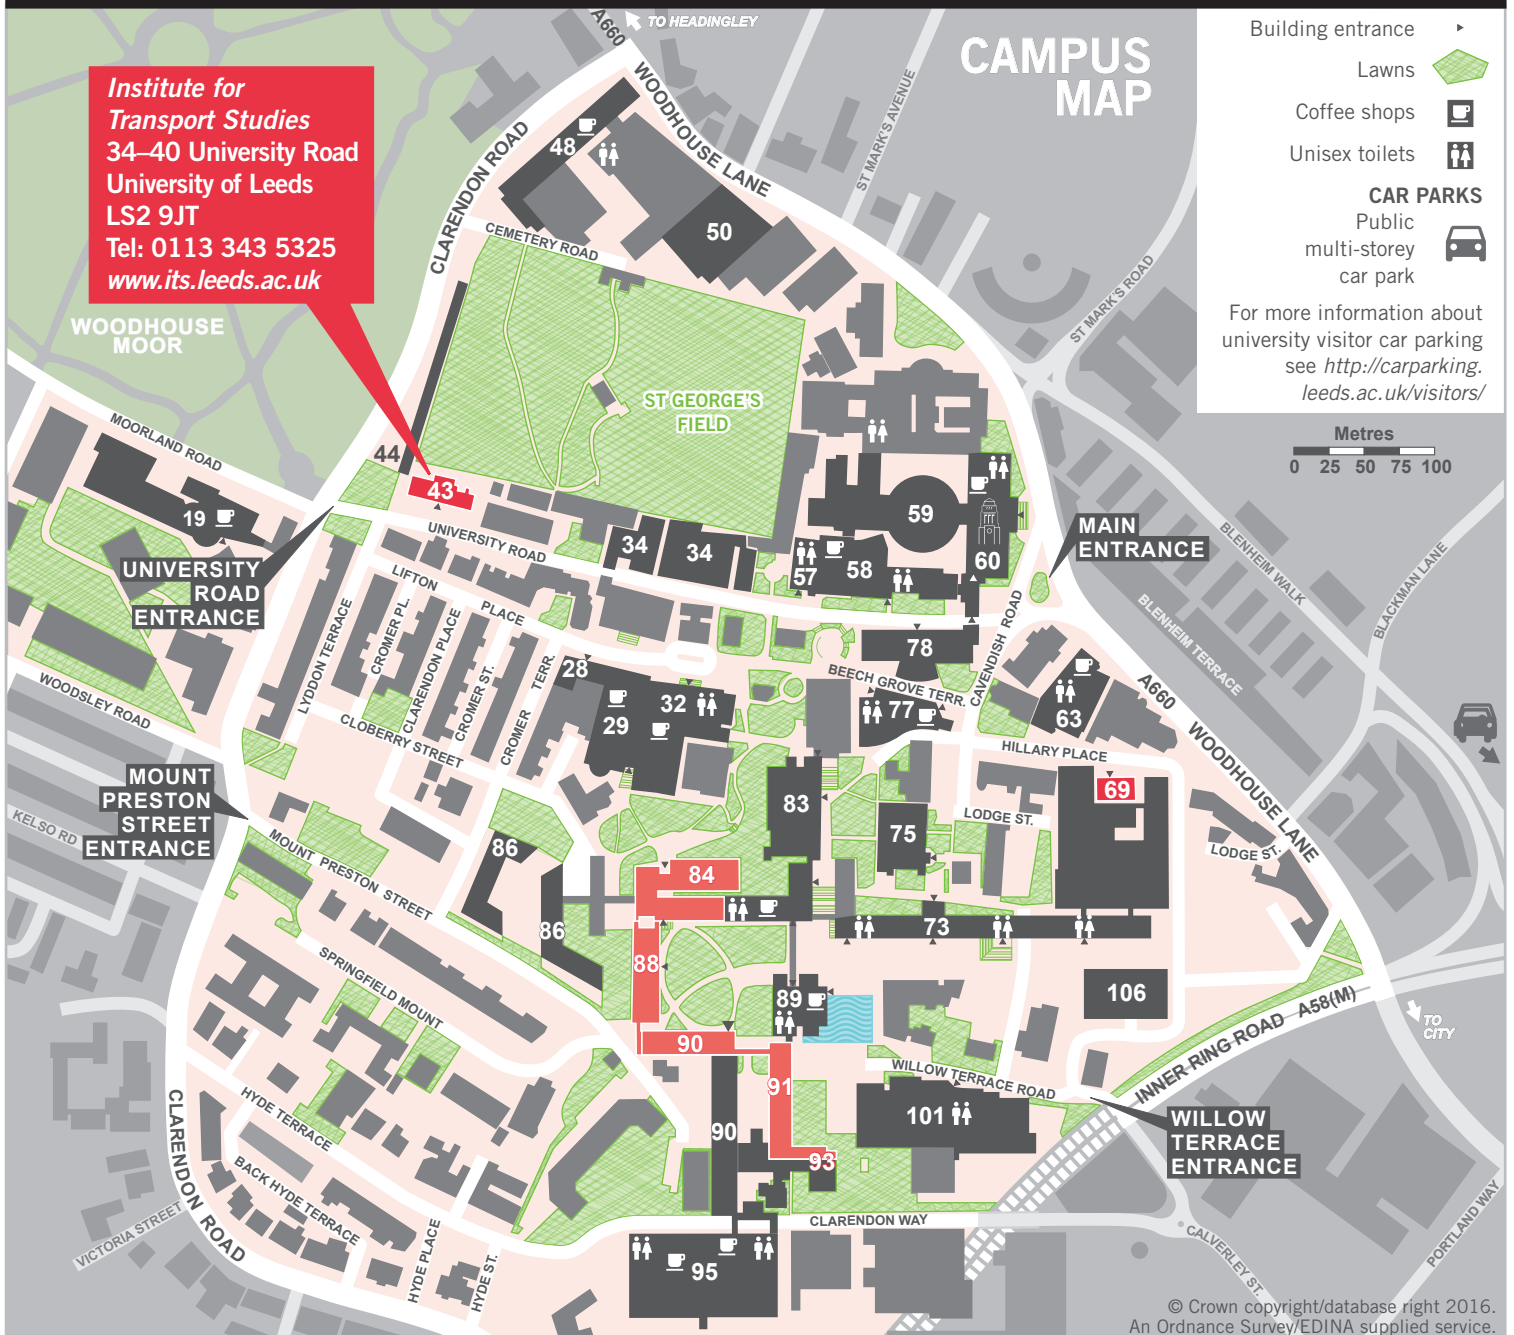 A660
TO HEADINGLEY
CAMPUS
MAP
Building entrance
Lawns
Coffee shops
Unisex toilets
CAR PARKS
Public
multi-storey
car park
For more information about
university visitor car parking
see http://carparking.
leeds.ac.uk/visitors/
Metres
0 25 50 75 100
Institute for
Transport Studies
34–40 University Road
University of Leeds
LS2 9JT
Tel: 0113 343 5325
www.its.leeds.ac.uk
WOODHOUSE
MOOR
CLARENDON ROAD
WOODHOUSE LANE
ST MARK'S AVENUE
ST MARK'S ROAD
48
50
CEMETERY ROAD
ST GEORGE'S
FIELD
MOORLAND ROAD
44
43
19
UNIVERSITY
ROAD
ENTRANCE
UNIVERSITY ROAD
34
34
57
58
59
60
MAIN
ENTRANCE
BLENHEIM WALK
BLACKMAN LANE
BLENHEIM TERRACE
LIFTON
PLACE
LYDDON TERRACE
CROMER PL.
CLARENDON PLACE
CROMER ST.
CROMER
TERR.
CLOBERRY STREET
WOODSLEY ROAD
28
29
32
78
BEECH GROVE TERR.
CAVENDISH ROAD
77
63
A660
WOODHOUSE LANE
HILLARY PLACE
69
LODGE ST.
LODGE ST.
MOUNT
PRESTON
STREET
ENTRANCE
KELSO RD
MOUNT PRESTON STREET
83
75
86
86
84
73
88
89
106
SPRINGFIELD MOUNT
90
91
90
93
101
WILLOW TERRACE ROAD
INNER RING ROAD A58(M)
TO
CITY
WILLOW
TERRACE
ENTRANCE
HYDE TERRACE
BACK HYDE TERRACE
CLARENDON ROAD
VICTORIA STREET
HYDE PLACE
HYDE ST.
CLARENDON WAY
95
CALVERLEY ST.
PORTLAND WAY
© Crown copyright/database right 2016.
An Ordnance Survey/EDINA supplied service.